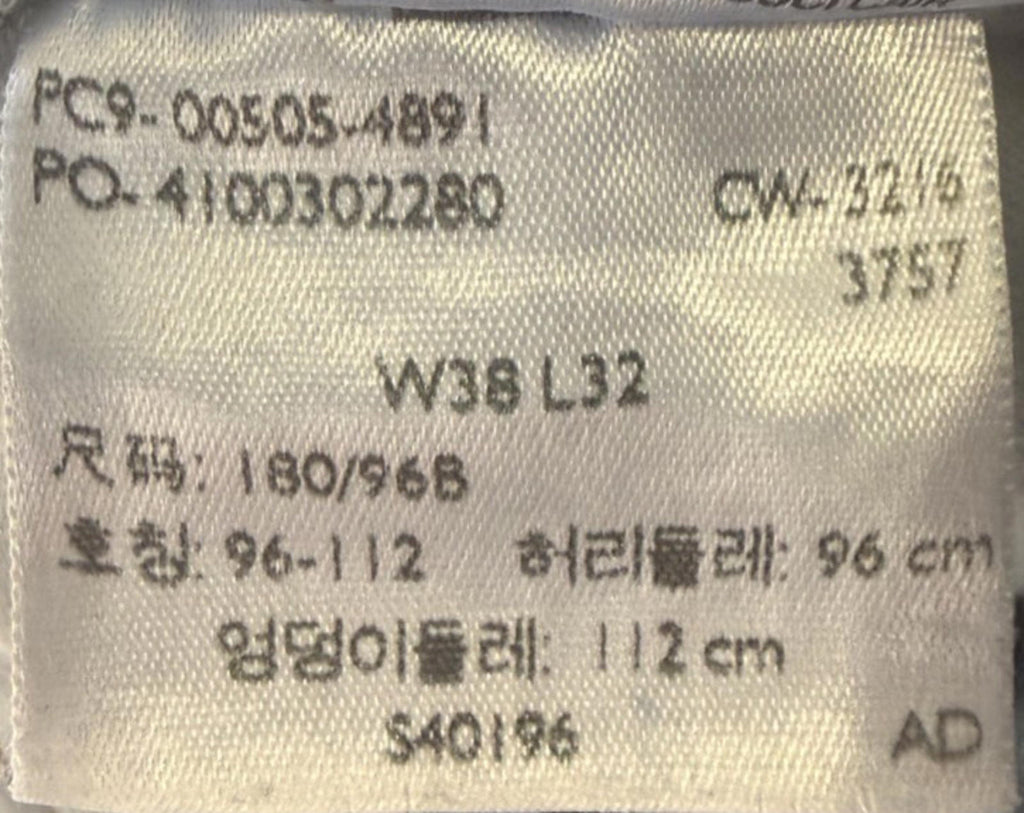 PC9-00505-4891
PO-4100302280 CW-3216
3757
W38 L32
尺码: 180/96B
호칭: 96-112 허리둘레: 96 cm
엉덩이둘레: 112 cm
S40196 AD